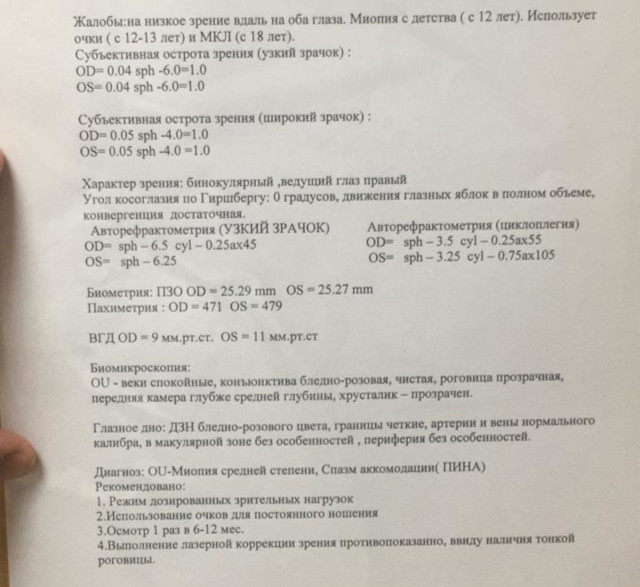 Жалобы:на низкое зрение вдаль на оба глаза. Миопия с детства ( с 12 лет). Использует
очки ( с 12-13 лет) и МКЛ (с 18 лет).
Субъективная острота зрения (узкий зрачок) :
OD= 0.04 sph -6.0=1.0
OS= 0.04 sph -6.0=1.0
Субъективная острота зрения (широкий зрачок) :
OD= 0.05 sph -4.0=1.0
OS= 0.05 sph -4.0 =1.0
Характер зрения: бинокулярный ,ведущий глаз правый
Угол косоглазия по Гиршбергу: 0 градусов, движения глазных яблок в полном объеме,
конвергенция достаточная.
Авторефрактометрия (УЗКИЙ ЗРАЧОК) Авторефрактометрия (циклоплегия)
OD= sph – 6.5 cyl – 0.25ax45 OD= sph – 3.5 cyl – 0.25ax55
OS= sph – 6.25 OS= sph – 3.25 cyl – 0.75ax105
Биометрия: ПЗО OD = 25.29 mm OS = 25.27 mm
Пахиметрия : OD = 471 OS = 479
ВГД OD = 9 мм.рт.ст. OS = 11 мм.рт.ст
Биомикроскопия:
OU - веки спокойные, конъюнктива бледно-розовая, чистая, роговица прозрачная,
передняя камера глубже средней глубины, хрусталик – прозрачен.
Глазное дно: ДЗН бледно-розового цвета, границы четкие, артерии и вены нормального
калибра, в макулярной зоне без особенностей , периферия без особенностей.
Диагноз: OU-Миопия средней степени, Спазм аккомодации( ПИНА)
Рекомендовано:
1. Режим дозированных зрительных нагрузок
2.Использование очков для постоянного ношения
3.Осмотр 1 раз в 6-12 мес.
4.Выполнение лазерной коррекции зрения противопоказанно, ввиду наличия тонкой
роговицы.